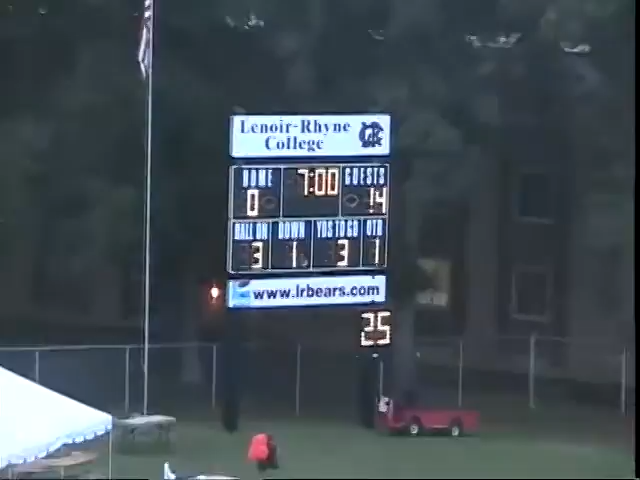 Lenoir-Rhyne
College
HOME 7:00 GUESTS
0 14
BALL ON DOWN YDS TO GO QTR
3 1 3 1
www.lrbears.com
25